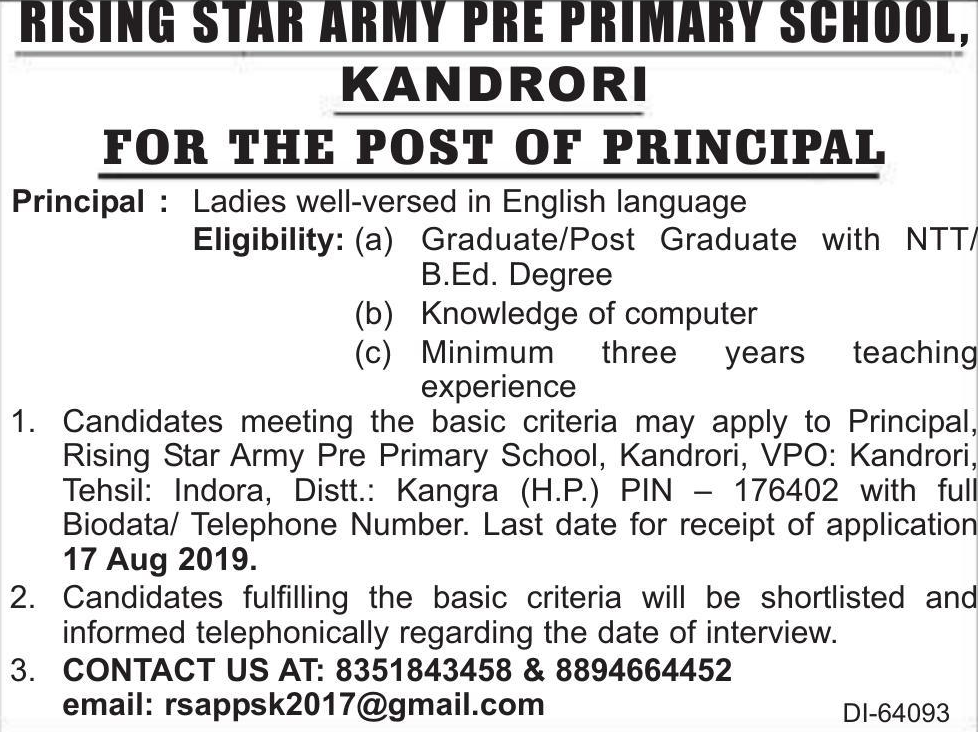 RISING STAR ARMY PRE PRIMARY SCHOOL,
KANDRORI
FOR THE POST OF PRINCIPAL
Principal : Ladies well-versed in English language
Eligibility: (a) Graduate/Post Graduate with NTT/
B.Ed. Degree
(b) Knowledge of computer
(c) Minimum three years teaching
experience
1. Candidates meeting the basic criteria may apply to Principal,
Rising Star Army Pre Primary School, Kandrori, VPO: Kandrori,
Tehsil: Indora, Distt.: Kangra (H.P.) PIN – 176402 with full
Biodata/ Telephone Number. Last date for receipt of application
17 Aug 2019.
2. Candidates fulfilling the basic criteria will be shortlisted and
informed telephonically regarding the date of interview.
3. CONTACT US AT: 8351843458 & 8894664452
email: rsappsk2017@gmail.com
DI-64093